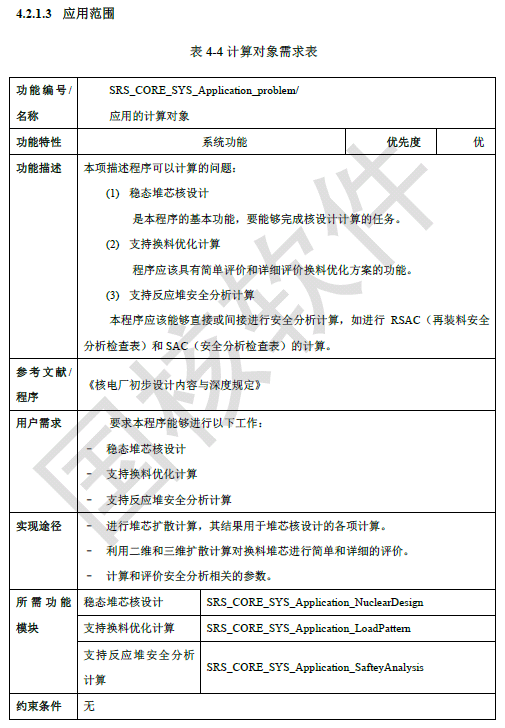 4.2.1.3 应用范围
表 4-4 计算对象需求表
功能编号/
名称
SRS_CORE_SYS_Application_problem/
应用的计算对象
功能特性 系统功能 优先度 优
功能描述 本项描述程序可以计算的问题：
(1) 稳态堆芯核设计
是本程序的基本功能，要能够完成核设计计算的任务。
(2) 支持换料优化计算
程序应该具有简单评价和详细评价换料优化方案的功能。
(3) 支持反应堆安全分析计算
本程序应该能够直接或间接进行安全分析计算，如进行 RSAC（再装料安全
分析检查表）和 SAC（安全分析检查表）的计算。
参考文献/
程序
《核电厂初步设计内容与深度规定》
用户需求 要求本程序能够进行以下工作：
- 稳态堆芯核设计
- 支持换料优化计算
- 支持反应堆安全分析计算
实现途径 - 进行堆芯扩散计算，其结果用于堆芯核设计的各项计算。
- 利用二维和三维扩散计算对换料堆芯进行简单和详细的评价。
- 计算和评价安全分析相关的参数。
所需功能
模块
稳态堆芯核设计 SRS_CORE_SYS_Application_NuclearDesign
支持换料优化计算 SRS_CORE_SYS_Application_LoadPattern
支持反应堆安全分析
计算
SRS_CORE_SYS_Application_SafteyAnalysis
约束条件 无
国核软件